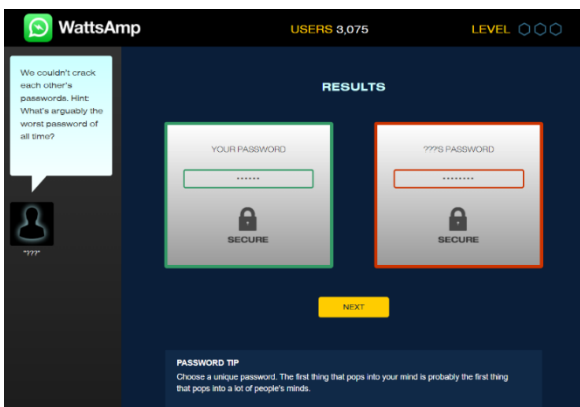 WattsAmp
USERS 3,075
LEVEL
We couldn't crack
each other's
passwords. Hint:
What's arguably the
worst password of
all time?
"???"
RESULTS
YOUR PASSWORD
••••••
SECURE
???'S PASSWORD
••••••••
SECURE
NEXT
PASSWORD TIP
Choose a unique password. The first thing that pops into your mind is probably the first thing
that pops into a lot of people's minds.